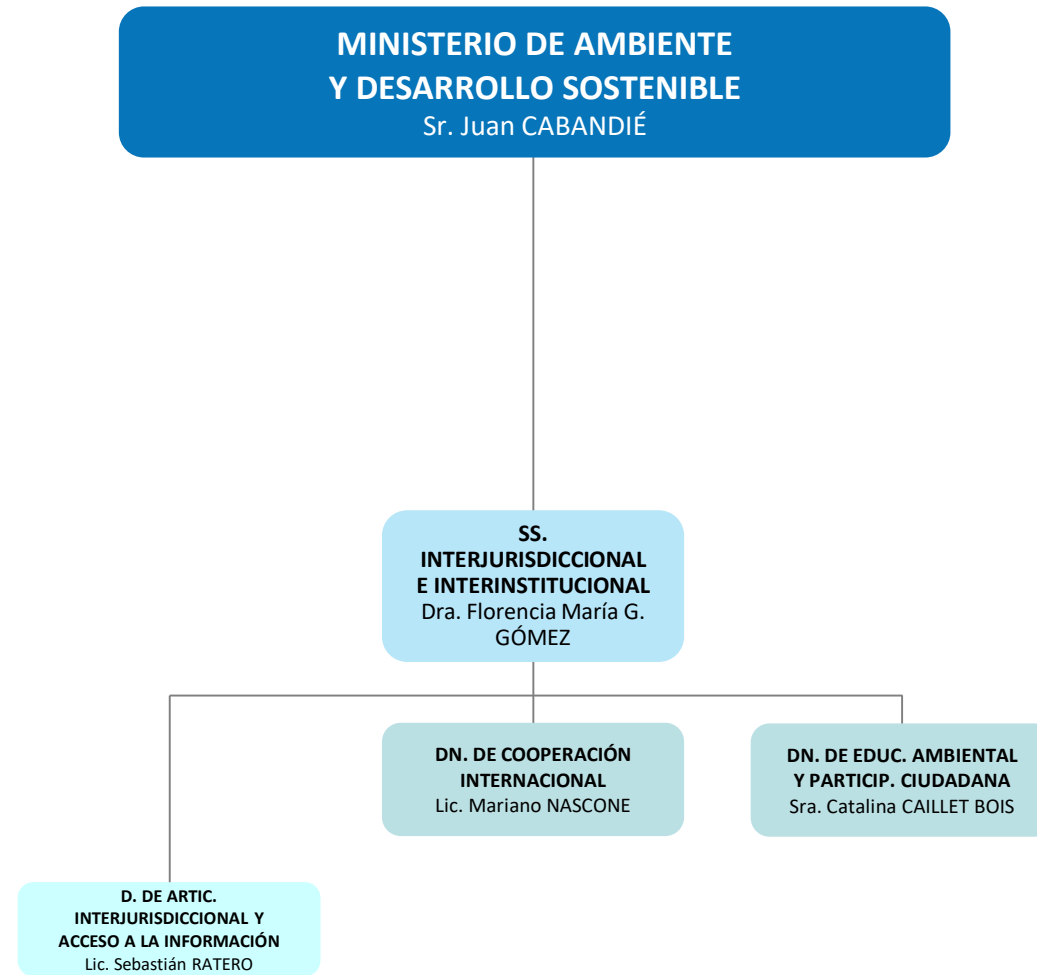 MINISTERIO DE AMBIENTE
Y DESARROLLO SOSTENIBLE
Sr. Juan CABANDIÉ
SS.
INTERJURISDICCIONAL
E INTERINSTITUCIONAL
Dra. Florencia María G.
GÓMEZ
DN. DE COOPERACIÓN
INTERNACIONAL
Lic. Mariano NASCONE
DN. DE EDUC. AMBIENTAL
Y PARTICIP. CIUDADANA
Sra. Catalina CAILLET BOIS
D. DE ARTIC.
INTERJURISDICCIONAL Y
ACCESO A LA INFORMACIÓN
Lic. Sebastián RATERO